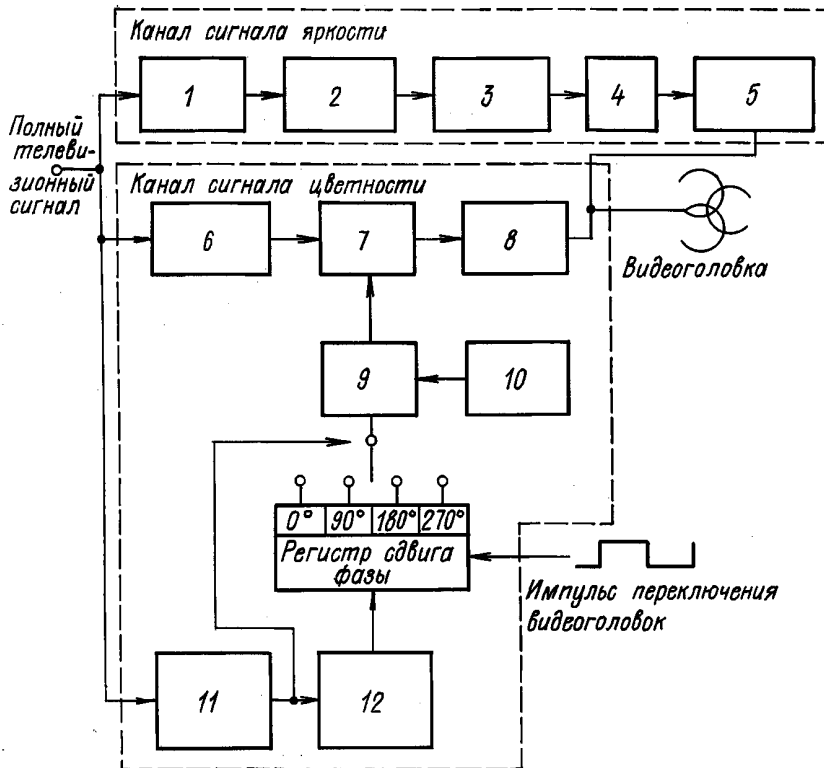 Канал сигнала яркости
1
2
3
4
5
Полный
телеви-
зионный
сигнал
Канал сигнала цветности
6
7
8
Видеоголовка
9
10
0° 90° 180° 270°
Регистр сдвига
фазы
Импульс переключения
видеоголовок
11
12